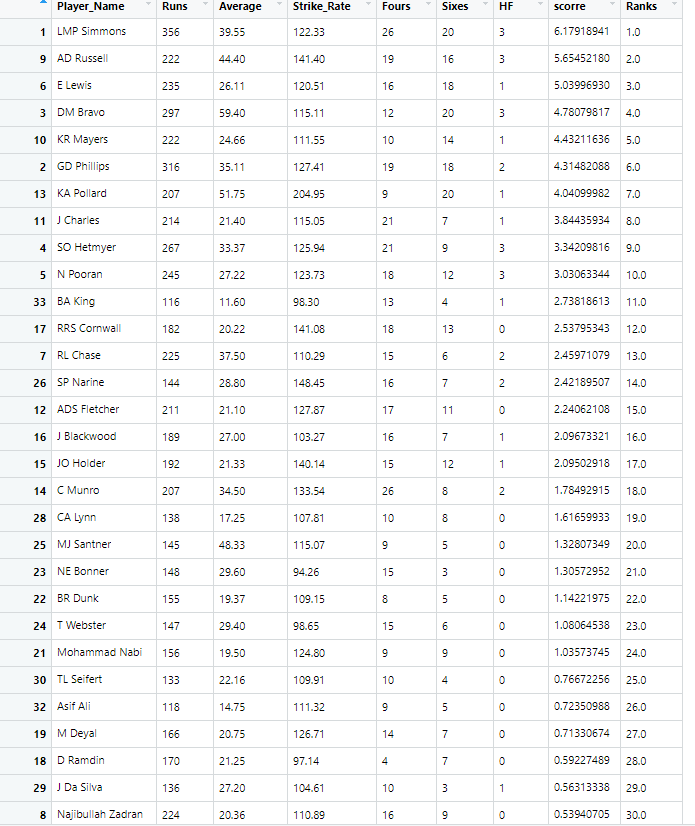 Player_Name Runs Average Strike_Rate Fours Sixes HF scorre Ranks
1 LMP Simmons 356 39.55 122.33 26 20 3 6.17918941 1.0
9 AD Russell 222 44.40 141.40 19 16 3 5.65452180 2.0
6 E Lewis 235 26.11 120.51 16 18 1 5.03996930 3.0
3 DM Bravo 297 59.40 115.11 12 20 3 4.78079817 4.0
10 KR Mayers 222 24.66 111.55 10 14 1 4.43211636 5.0
2 GD Phillips 316 35.11 127.41 19 18 2 4.31482088 6.0
13 KA Pollard 207 51.75 204.95 9 20 1 4.04099982 7.0
11 J Charles 214 21.40 115.05 21 7 1 3.84435934 8.0
4 SO Hetmyer 267 33.37 125.94 21 9 3 3.34209816 9.0
5 N Pooran 245 27.22 123.73 18 12 3 3.03063344 10.0
33 BA King 116 11.60 98.30 13 4 1 2.73818613 11.0
17 RRS Cornwall 182 20.22 141.08 18 13 0 2.53795343 12.0
7 RL Chase 225 37.50 110.29 15 6 2 2.45971079 13.0
26 SP Narine 144 28.80 148.45 16 7 2 2.42189507 14.0
12 ADS Fletcher 211 21.10 127.87 17 11 0 2.24062108 15.0
16 J Blackwood 189 27.00 103.27 16 7 1 2.09673321 16.0
15 JO Holder 192 21.33 140.14 15 12 1 2.09502918 17.0
14 C Munro 207 34.50 133.54 26 8 2 1.78492915 18.0
28 CA Lynn 138 17.25 107.81 10 8 0 1.61659933 19.0
25 MJ Santner 145 48.33 115.07 9 5 0 1.32807349 20.0
23 NE Bonner 148 29.60 94.26 15 3 0 1.30572952 21.0
22 BR Dunk 155 19.37 109.15 8 5 0 1.14221975 22.0
24 T Webster 147 29.40 98.65 15 6 0 1.08064538 23.0
21 Mohammad Nabi 156 19.50 124.80 9 9 0 1.03573745 24.0
30 TL Seifert 133 22.16 109.91 10 4 0 0.76672256 25.0
32 Asif Ali 118 14.75 111.32 9 5 0 0.72350988 26.0
19 M Deyal 166 20.75 126.71 14 7 0 0.71330674 27.0
18 D Ramdin 170 21.25 97.14 4 7 0 0.59227489 28.0
29 J Da Silva 136 27.20 104.61 10 3 1 0.56313338 29.0
8 Najibullah Zadran 224 20.36 110.89 16 9 0 0.53940705 30.0